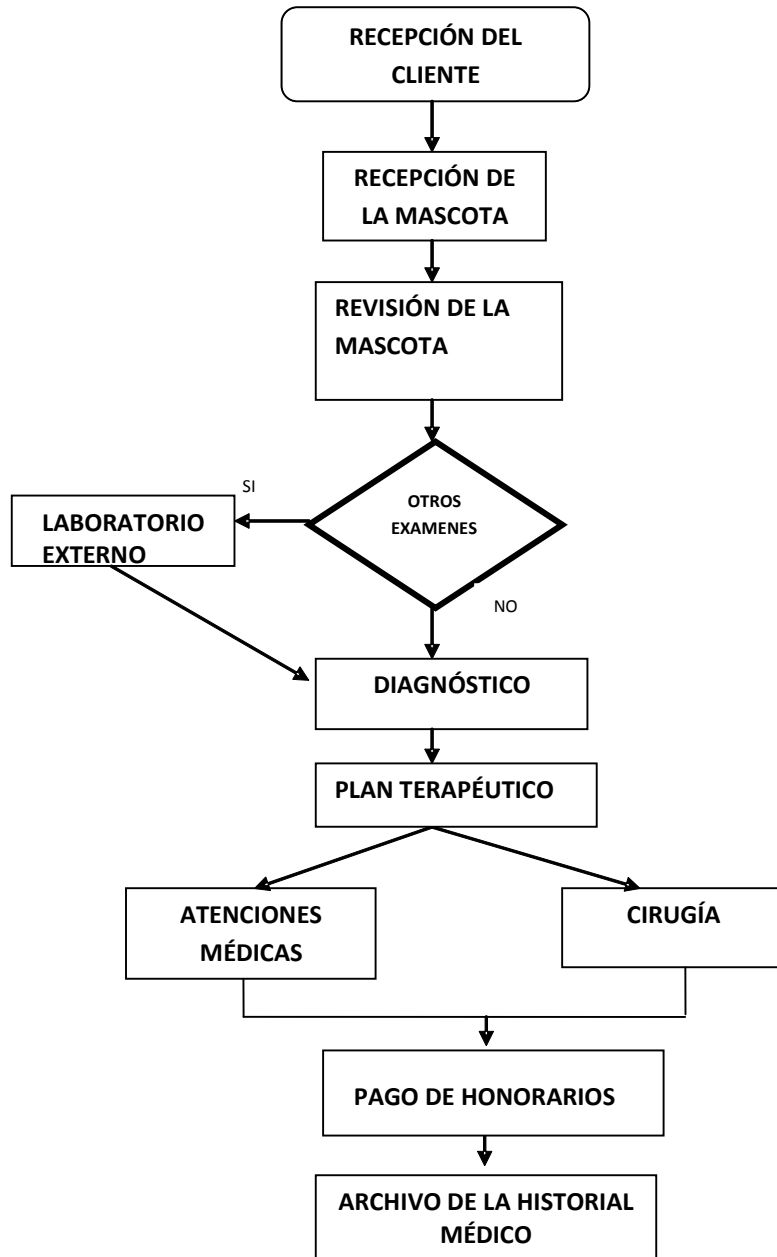 RECEPCIÓN DEL
CLIENTE
RECEPCIÓN DE
LA MASCOTA
REVISIÓN DE LA
MASCOTA
OTROS
EXAMENES
SI
LABORATORIO
EXTERNO
NO
DIAGNÓSTICO
PLAN TERAPÉUTICO
ATENCIONES
MÉDICAS
CIRUGÍA
PAGO DE HONORARIOS
ARCHIVO DE LA HISTORIAL
MÉDICO